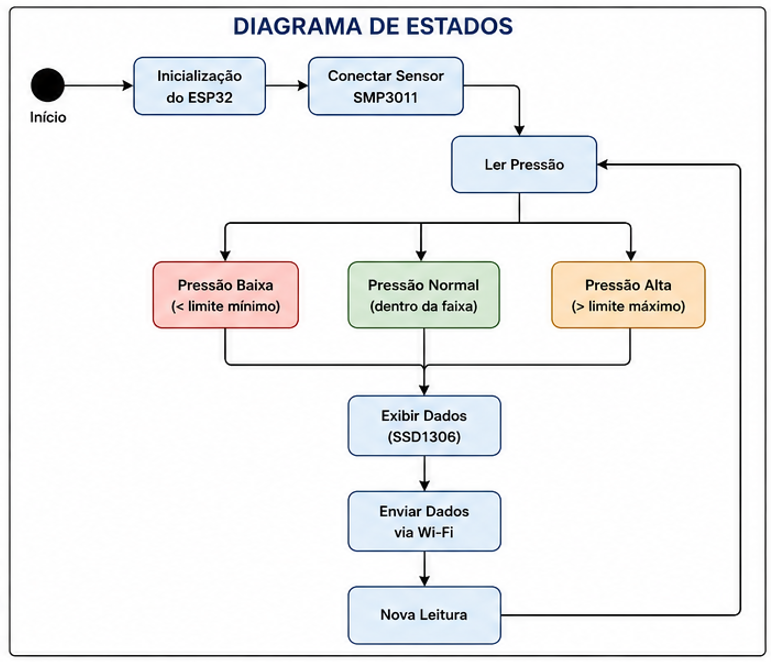 DIAGRAMA DE ESTADOS
Início
Inicialização
do ESP32
Conectar Sensor
SMP3011
Ler Pressão
Pressão Baixa
(< limite mínimo)
Pressão Normal
(dentro da faixa)
Pressão Alta
(> limite máximo)
Exibir Dados
(SSD1306)
Enviar Dados
via Wi-Fi
Nova Leitura